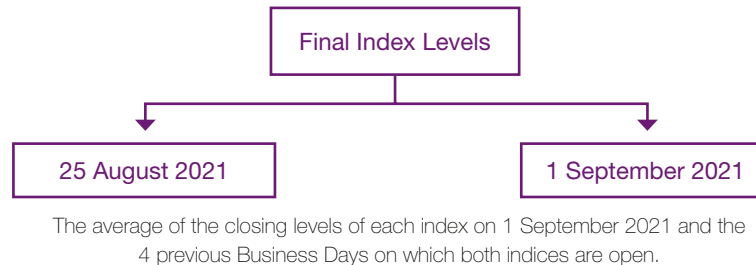 Final Index Levels
25 August 2021
1 September 2021
The average of the closing levels of each index on 1 September 2021 and the
4 previous Business Days on which both indices are open.